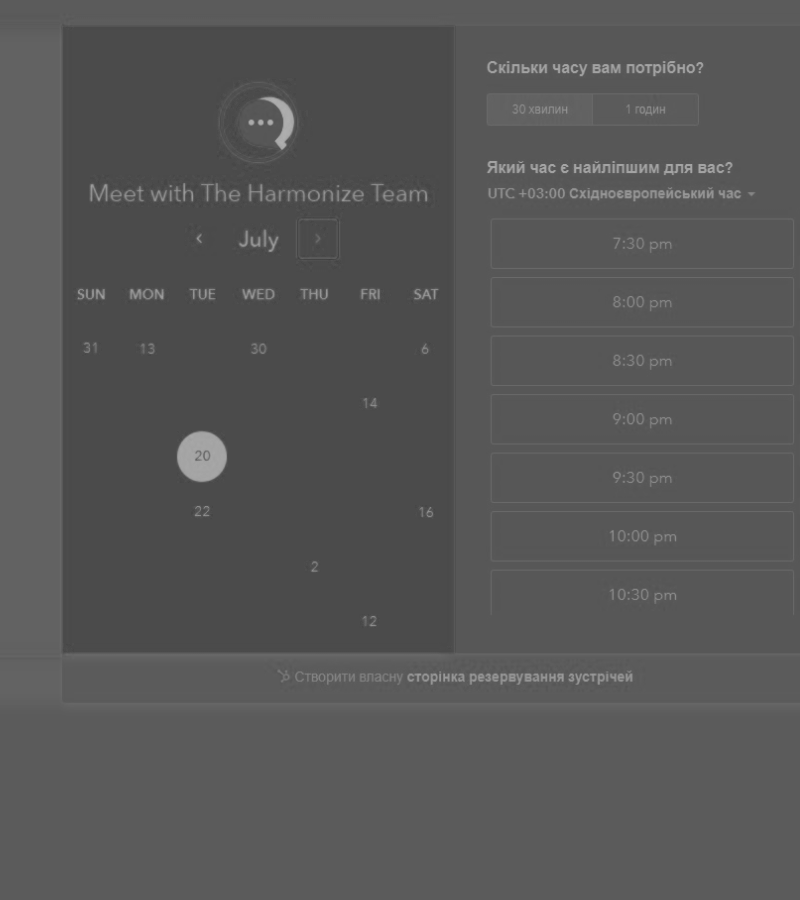 Meet with The Harmonize Team
July
SUN MON TUE WED THU FRI SAT
31 13 30 6
14
20
22 16
2
12
Скільки часу вам потрібно?
30 хвилин 1 годин
Який час є найліпшим для вас?
UTC +03:00 Східноєвропейський час
7:30 pm
8:00 pm
8:30 pm
9:00 pm
9:30 pm
10:00 pm
10:30 pm
Створити власну сторінка резервування зустрічей